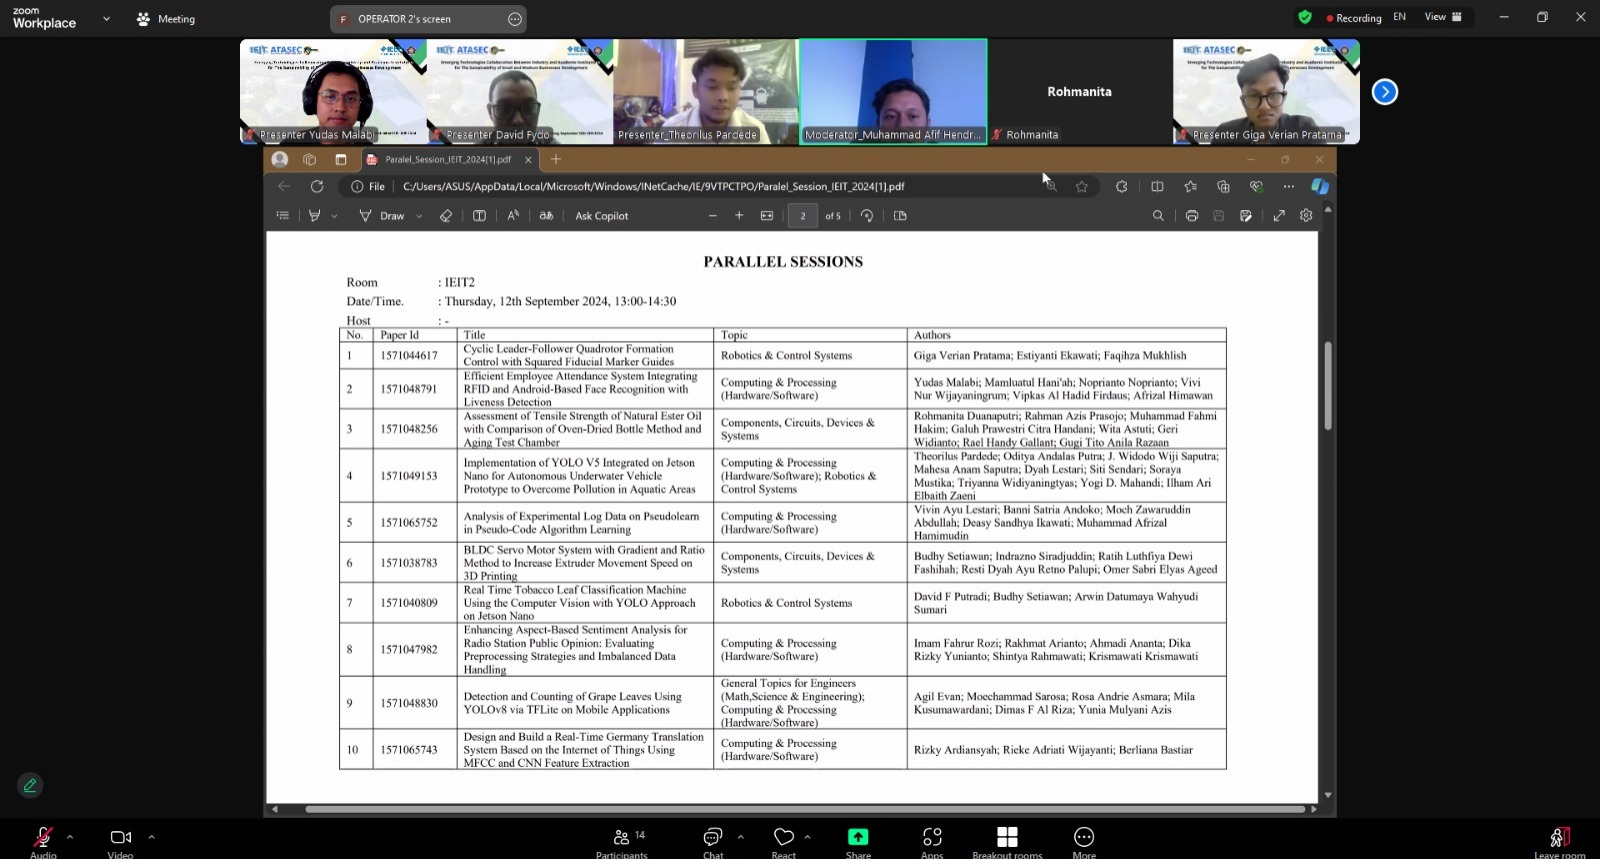 zoom
Workplace
Meeting
F OPERATOR 2's screen
Recording
EN
View
IEIT ATASEC
IEIT ATASEC
IEIT ATASEC
Emerging Technologies Collaboration Between Industry and Academic Institution
for The Sustainability of Small and Medium Businesses Development
Rohmanita
Presenter Yudas Malabi
Presenter David Fydo
Presenter_Theorilus Pardede
Moderator_Muhammad Afif Hendr...
Rohmanita
Presenter Giga Verian Pratama
Paralel_Session_IEIT_2024[1].pdf
File
C:/Users/ASUS/AppData/Local/Microsoft/Windows/INetCache/IE/9VTPCTPO/Paralel_Session_IEIT_2024[1].pdf
Draw
Ask Copilot
2 of 5
PARALLEL SESSIONS
Room : IEIT2
Date/Time. : Thursday, 12th September 2024, 13:00-14:30
Host : -
No. Paper Id Title Topic Authors
1 1571044617
Cyclic Leader-Follower Quadrotor Formation
Control with Squared Fiducial Marker Guides
Robotics & Control Systems
Giga Verian Pratama; Estiyanti Ekawati; Faqihza Mukhlish
2 1571048791
Efficient Employee Attendance System Integrating
RFID and Android-Based Face Recognition with
Liveness Detection
Computing & Processing
(Hardware/Software)
Yudas Malabi; Mamluatul Hani'ah; Noprianto Noprianto; Vivi
Nur Wijayaningrum; Vipkas Al Hadid Firdaus; Afrizal Himawan
3 1571048256
Assessment of Tensile Strength of Natural Ester Oil
with Comparison of Oven-Dried Bottle Method and
Aging Test Chamber
Components, Circuits, Devices &
Systems
Rohmanita Duanaputri; Rahman Azis Prasojo; Muhammad Fahmi
Hakim; Galuh Prawestri Citra Handani; Wita Astuti; Geri
Widianto; Rael Handy Gallant; Gugi Tito Anila Razaan
4 1571049153
Implementation of YOLO V5 Integrated on Jetson
Nano for Autonomous Underwater Vehicle
Prototype to Overcome Pollution in Aquatic Areas
Computing & Processing
(Hardware/Software); Robotics &
Control Systems
Theorilus Pardede; Oditya Andalas Putra; J. Widodo Wiji Saputra;
Mahesa Anam Saputra; Dyah Lestari; Siti Sendari; Soraya
Mustika; Triyanna Widiyaningtyas; Yogi D. Mahandi; Ilham Ari
Elbaith Zaeni
5 1571065752
Analysis of Experimental Log Data on Pseudolearn
in Pseudo-Code Algorithm Learning
Computing & Processing
(Hardware/Software)
Vivin Ayu Lestari; Banni Satria Andoko; Moch Zawaruddin
Abdullah; Deasy Sandhya Ikawati; Muhammad Afrizal
Hamimudin
6 1571038783
BLDC Servo Motor System with Gradient and Ratio
Method to Increase Extruder Movement Speed on
3D Printing
Components, Circuits, Devices &
Systems
Budhy Setiawan; Indrazno Siradjuddin; Ratih Luthfiya Dewi
Fashihah; Resti Dyah Ayu Retno Palupi; Omer Sabri Elyas Ageed
7 1571040809
Real Time Tobacco Leaf Classification Machine
Using the Computer Vision with YOLO Approach
on Jetson Nano
Robotics & Control Systems
David F Putradi; Budhy Setiawan; Arwin Datumaya Wahyudi
Sumari
8 1571047982
Enhancing Aspect-Based Sentiment Analysis for
Radio Station Public Opinion: Evaluating
Preprocessing Strategies and Imbalanced Data
Handling
Computing & Processing
(Hardware/Software)
Imam Fahrur Rozi; Rakhmat Arianto; Ahmadi Ananta; Dika
Rizky Yunianto; Shintya Rahmawati; Krismawati Krismawati
9 1571048830
Detection and Counting of Grape Leaves Using
YOLOv8 via TFLite on Mobile Applications
General Topics for Engineers
(Math,Science & Engineering);
Computing & Processing
(Hardware/Software)
Agil Evan; Moechammad Sarosa; Rosa Andrie Asmara; Mila
Kusumawardani; Dimas F Al Riza; Yunia Mulyani Azis
10 1571065743
Design and Build a Real-Time Germany Translation
System Based on the Internet of Things Using
MFCC and CNN Feature Extraction
Computing & Processing
(Hardware/Software)
Rizky Ardiansyah; Rieke Adriati Wijayanti; Berliana Bastiar
14
Audio
Video
Participants
Chat
React
Share
Apps
Breakout rooms
More
Leave room